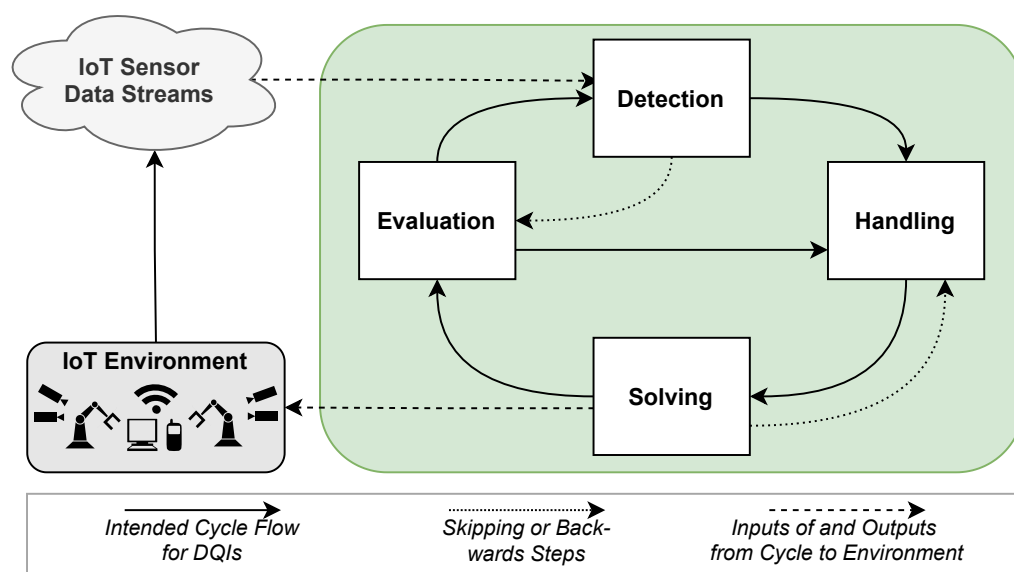 IoT Sensor
Data Streams
Detection
Evaluation
Handling
IoT Environment
Solving
Intended Cycle Flow
for DQIs
Skipping or Back-
wards Steps
Inputs of and Outputs
from Cycle to Environment